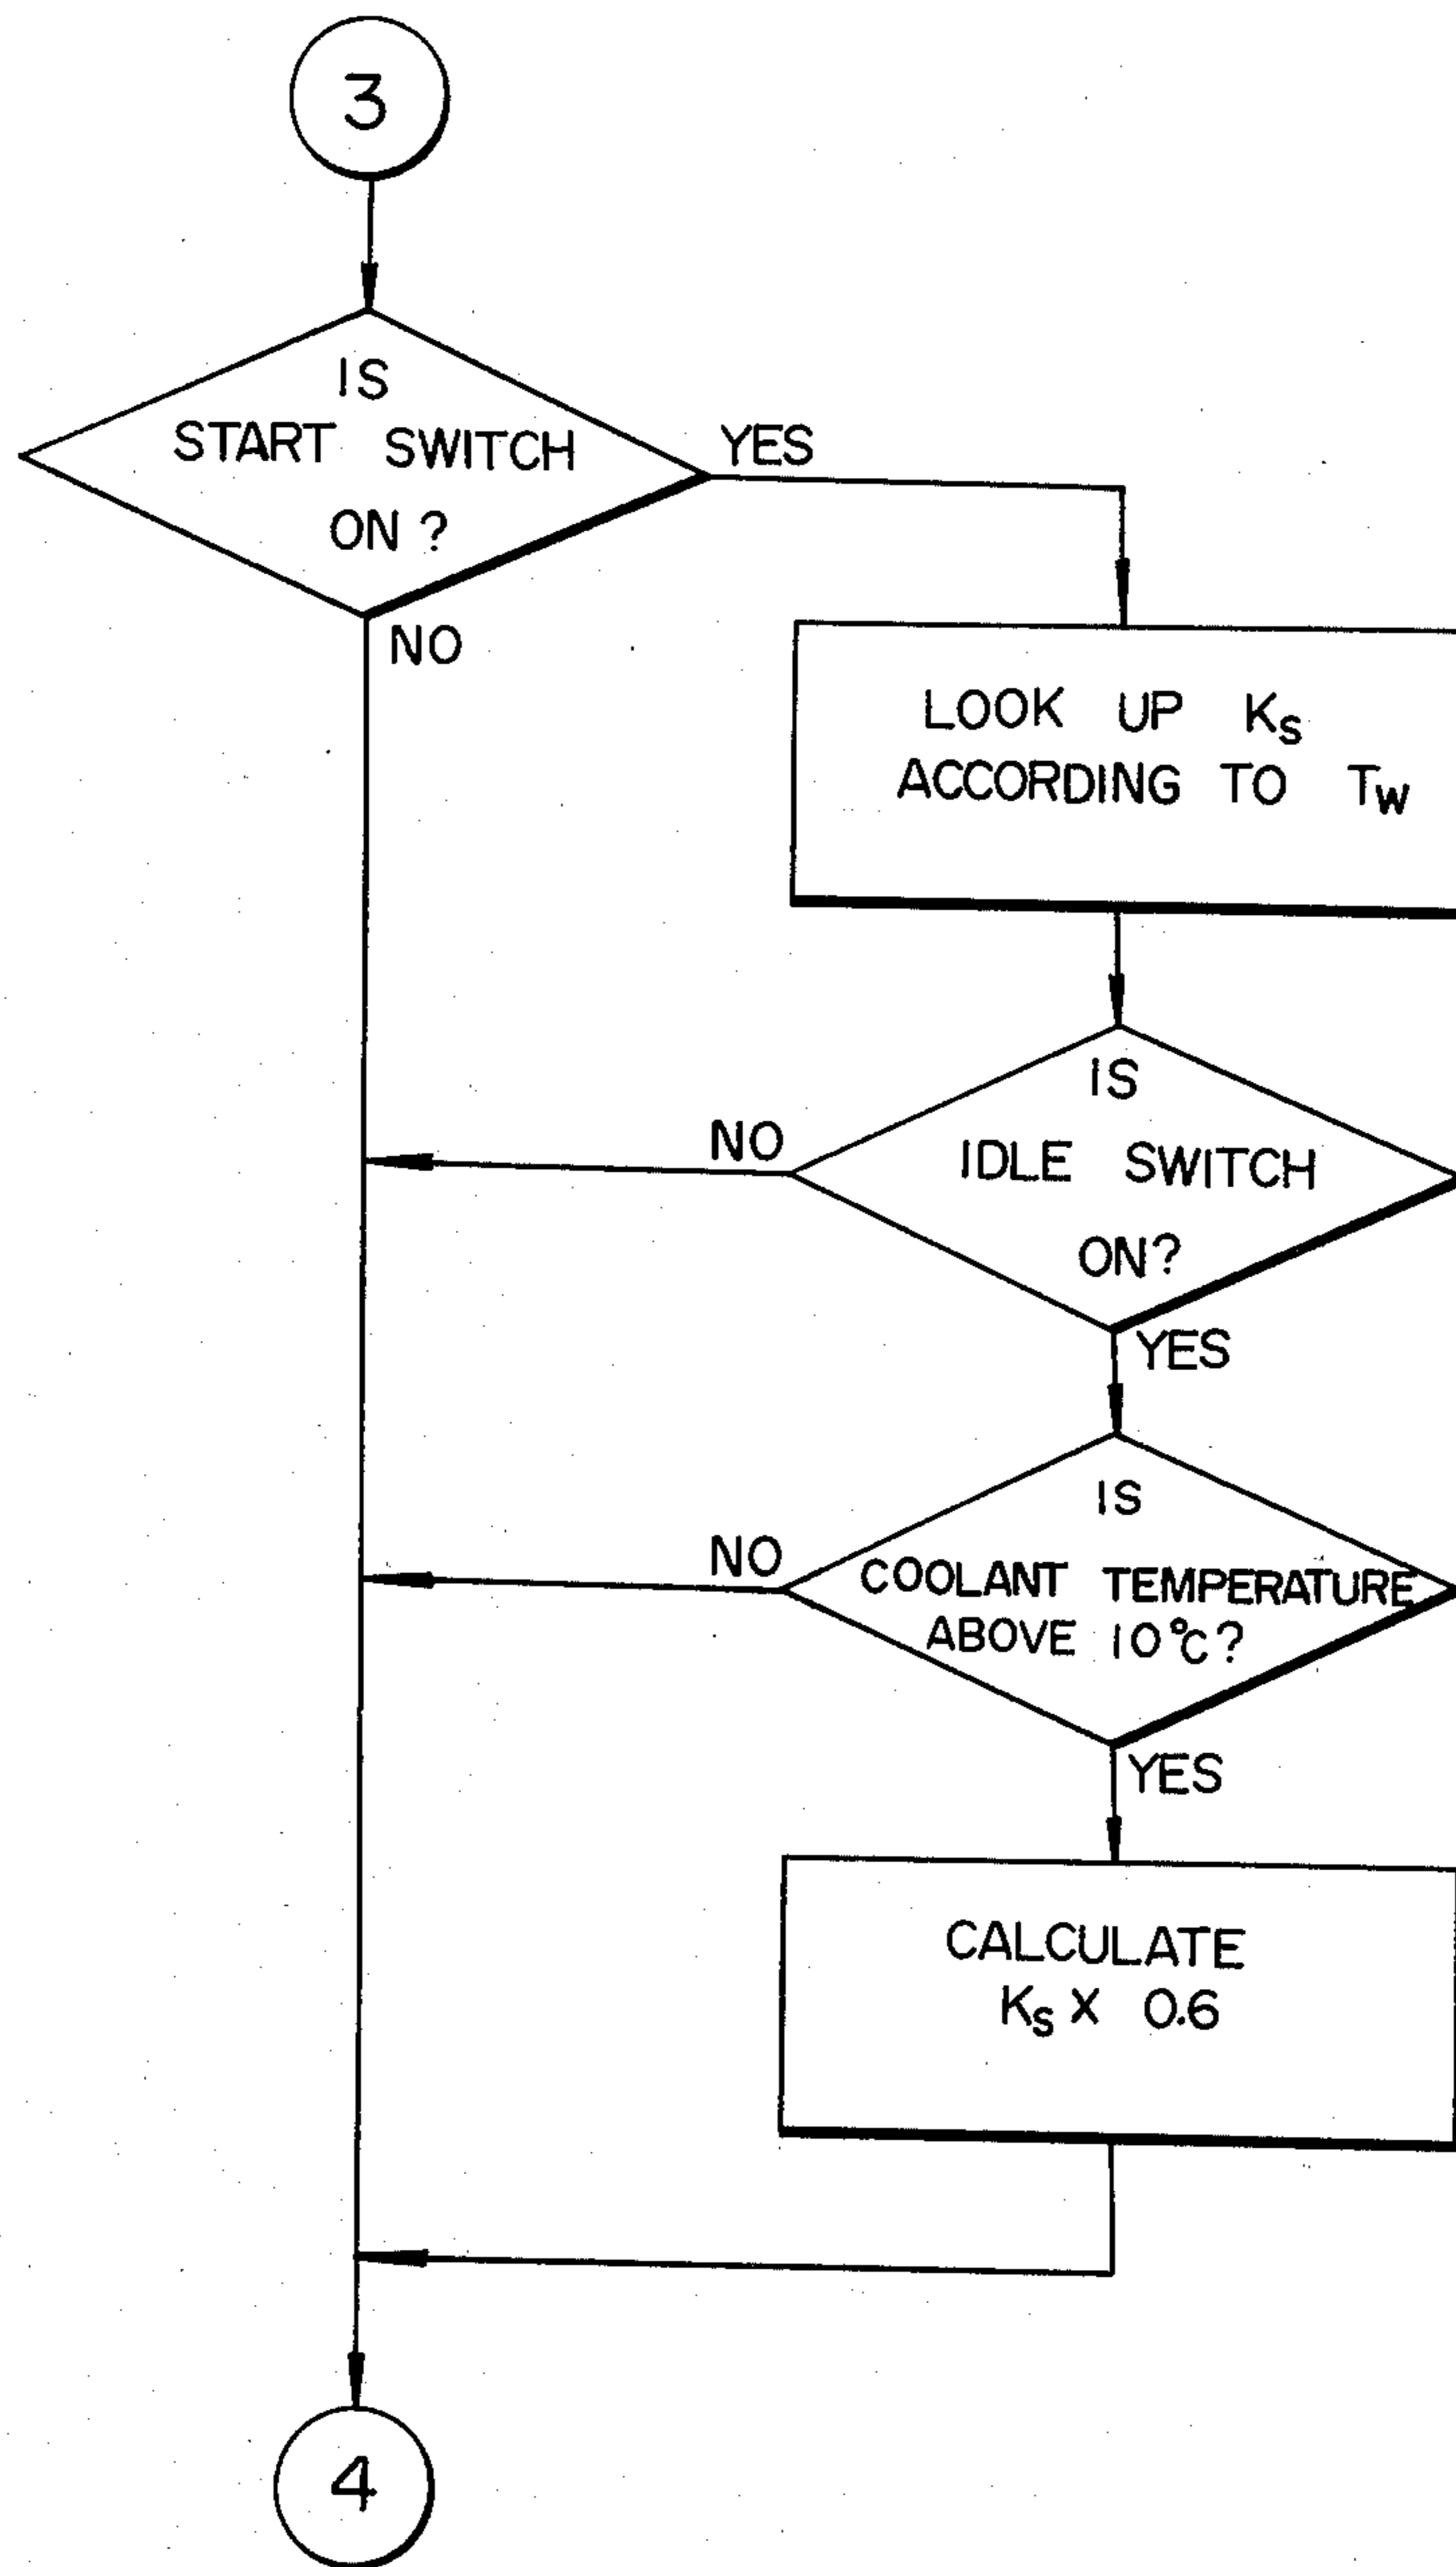 3
IS
START SWITCH
ON ?
YES
NO
LOOK UP Ks
ACCORDING TO Tw
IS
IDLE SWITCH
ON?
NO
YES
IS
COOLANT TEMPERATURE
ABOVE 10°C?
NO
YES
CALCULATE
Ks X 0.6
4